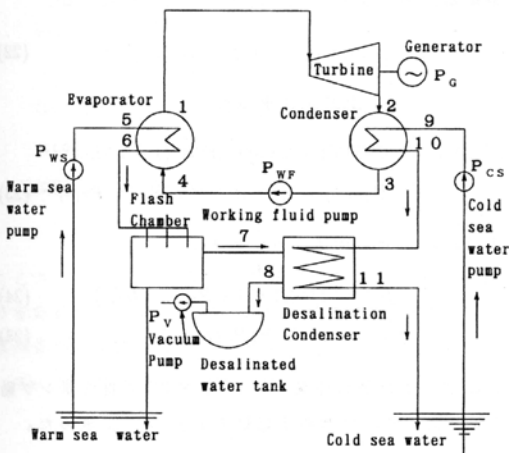 Generator
Turbine
P_G
Evaporator
1
Condenser
2
9
5
6
10
P_WS
P_WF
P_CS
4
3
Warm sea
water
pump
Flash
Chamber
Working fluid pump
Cold
sea
water
pump
7
8
11
P_V
Vacuum
Pump
Desalination
Condenser
Desalinated
water tank
Warm sea water
Cold sea water